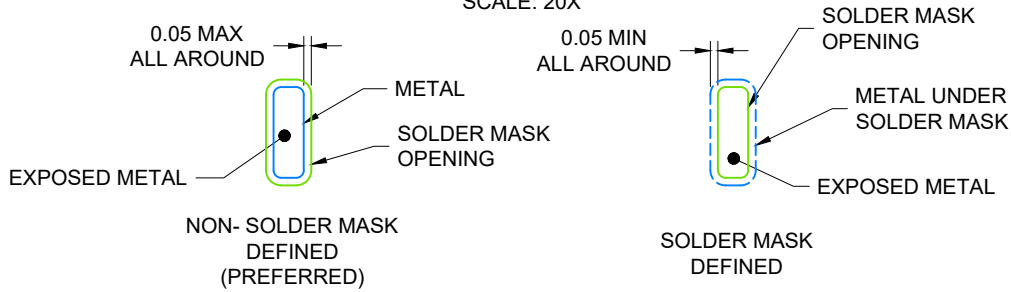 SCALE: 20X
0.05 MAX
ALL AROUND
METAL
SOLDER MASK
OPENING
EXPOSED METAL
NON- SOLDER MASK
DEFINED
(PREFERRED)
0.05 MIN
ALL AROUND
SOLDER MASK
OPENING
METAL UNDER
SOLDER MASK
EXPOSED METAL
SOLDER MASK
DEFINED